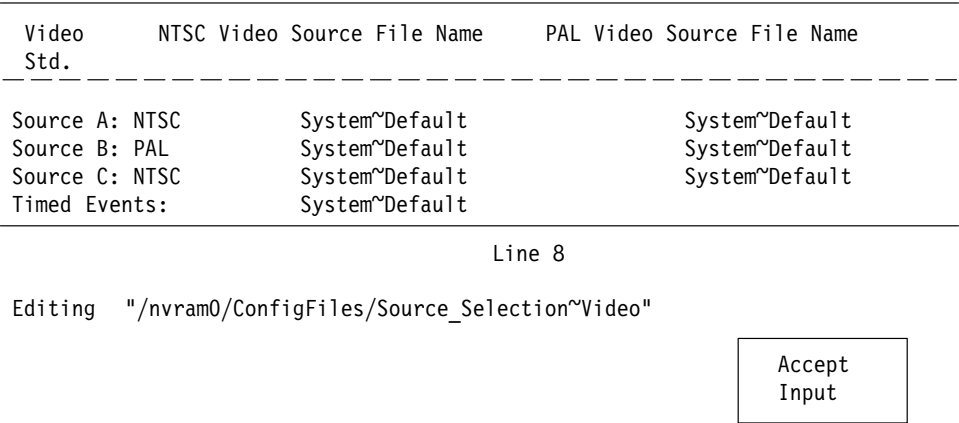 Video NTSC Video Source File Name PAL Video Source File Name
Std.
Source A: NTSC System~Default System~Default
Source B: PAL System~Default System~Default
Source C: NTSC System~Default System~Default
Timed Events: System~Default
Line 8
Editing "/nvram0/ConfigFiles/Source_Selection~Video"
Accept
Input